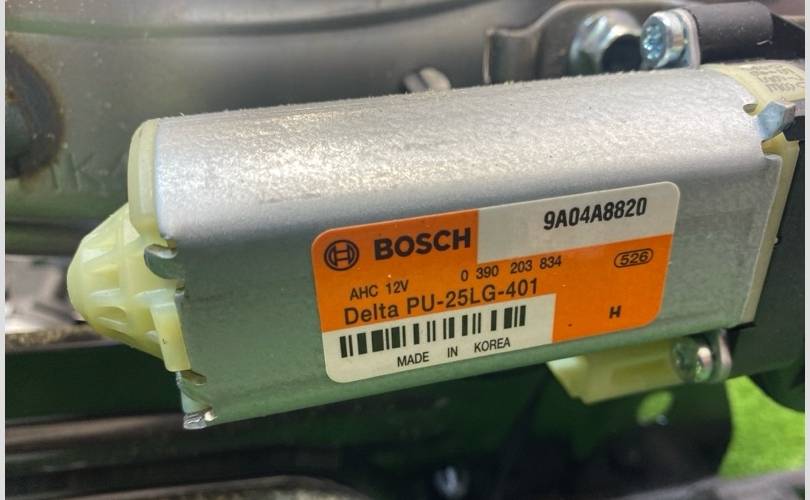 9A04A8820
BOSCH
0 390 203 834
526
AHC 12V
Delta PU-25LG-401
H
MADE IN KOREA